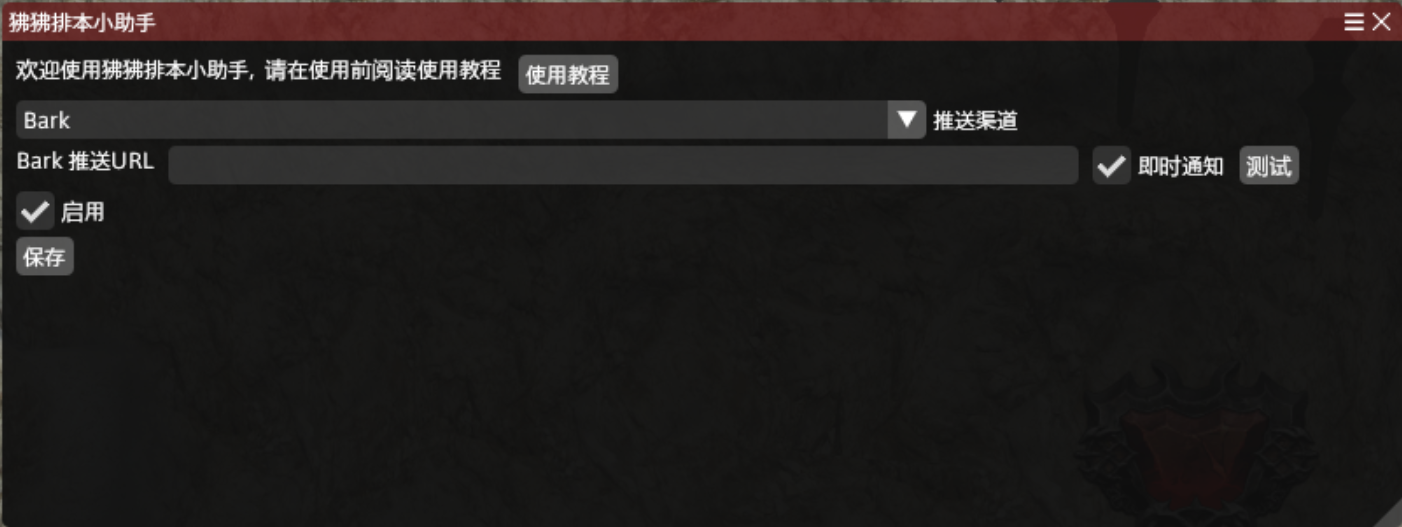 狒狒排本小助手
欢迎使用狒狒排本小助手, 请在使用前阅读使用教程 使用教程
Bark 推送渠道
Bark 推送URL 即时通知 测试
启用
保存